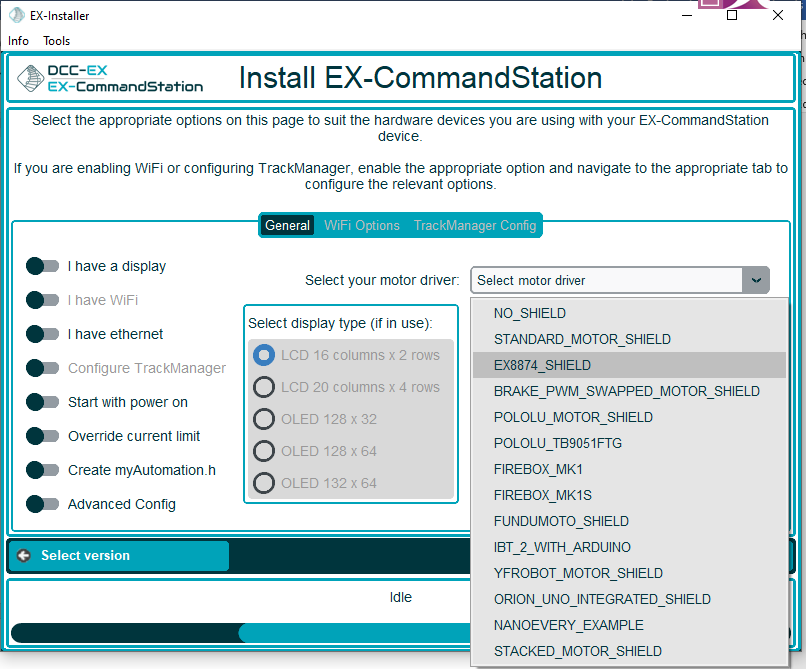 EX-Installer
Info Tools
DCC-EX
EX-CommandStation
Install EX-CommandStation
Select the appropriate options on this page to suit the hardware devices you are using with your EX-CommandStation
device.
If you are enabling WiFi or configuring TrackManager, enable the appropriate option and navigate to the appropriate tab to
configure the relevant options.
General WiFi Options TrackManager Config
I have a display
I have WiFi
I have ethernet
Configure TrackManager
Start with power on
Override current limit
Create myAutomation.h
Advanced Config
Select your motor driver: Select motor driver
Select display type (if in use):
LCD 16 columns x 2 rows
LCD 20 columns x 4 rows
OLED 128 x 32
OLED 128 x 64
OLED 132 x 64
NO_SHIELD
STANDARD_MOTOR_SHIELD
EX8874_SHIELD
BRAKE_PWM_SWAPPED_MOTOR_SHIELD
POLOLU_MOTOR_SHIELD
POLOLU_TB9051FTG
FIREBOX_MK1
FIREBOX_MK1S
FUNDUMOTO_SHIELD
IBT_2_WITH_ARDUINO
YFROBOT_MOTOR_SHIELD
ORION_UNO_INTEGRATED_SHIELD
NANOEVERY_EXAMPLE
STACKED_MOTOR_SHIELD
Select version
Idle